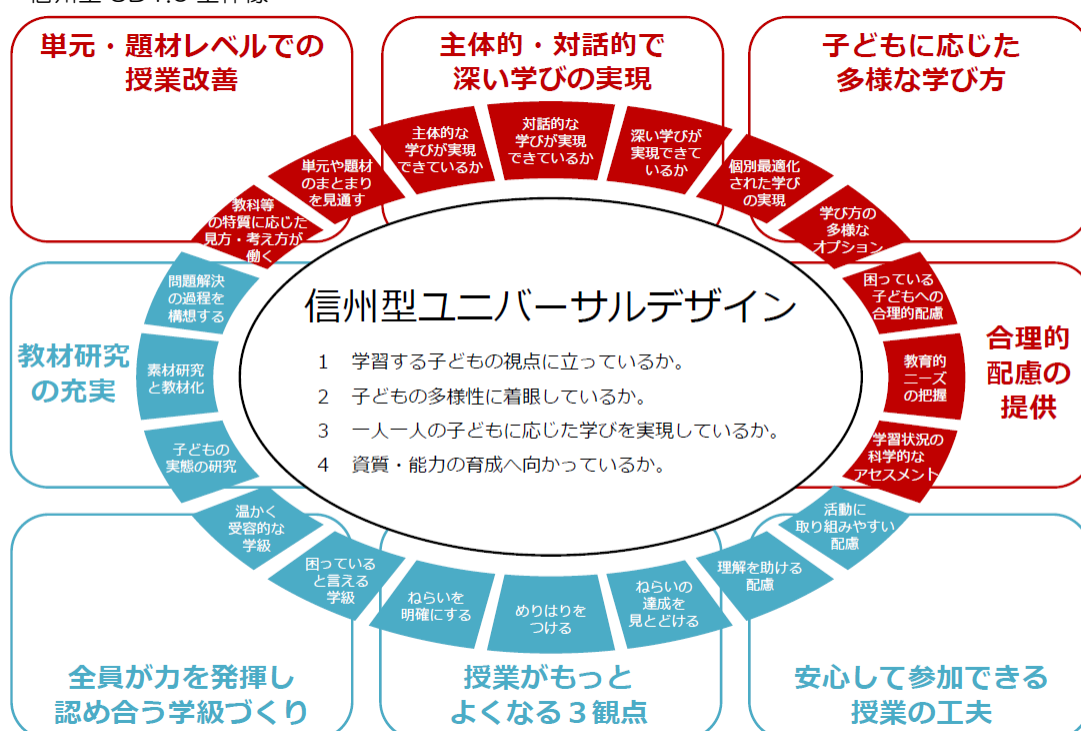 単元・題材レベルでの
授業改善
主体的・対話的で
深い学びの実現
子どもに応じた
多様な学び方
教科等
の特質に応じた
見方・考え方が
働く
単元や題材
のまとまり
を見通す
主体的な
学びが実現
できているか
対話的な
学びが実現
できているか
深い学びが
実現できて
いるか
個別最適化
された学び
の実現
学び方の
多様な
オプション
困っている
子どもへの
合理的配慮
教育的
ニーズ
の把握
学習状況の
科学的な
アセスメント
合理的
配慮の
提供
教材研究
の充実
問題解決
の過程を
構想する
素材研究
と教材化
子どもの
実態の研究
信州型ユニバーサルデザイン
1 学習する子どもの視点に立っているか。
2 子どもの多様性に着眼しているか。
3 一人一人の子どもに応じた学びを実現しているか。
4 資質・能力の育成へ向かっているか。
温かく
受容的な
学級
困っている
と言える
学級
ねらいを
明確にする
めりはりを
つける
ねらいの
達成を
見とどける
理解を助ける
配慮
活動に
取り組みやすい
配慮
全員が力を発揮し
認め合う学級づくり
授業がもっと
よくなる3観点
安心して参加できる
授業の工夫